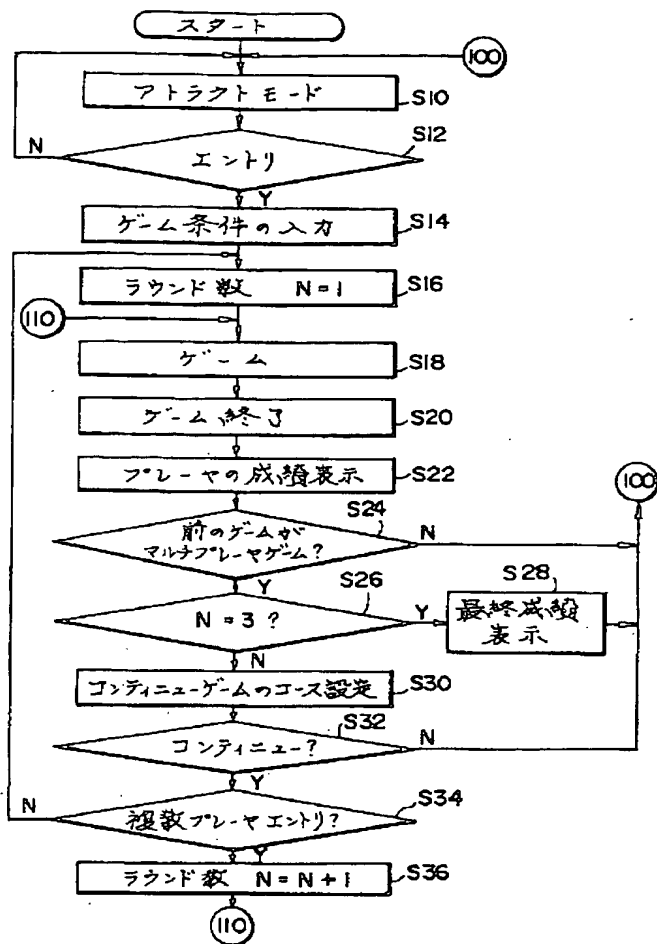 スタート
100
アトラクトモード
S10
S12
エントリ
N
Y
ゲーム条件の入力
S14
ラウンド数 N=1
S16
110
ゲーム
S18
ゲーム終了
S20
プレーヤの成績表示
S22
100
S24
前のゲームが
マルチプレーヤゲーム?
N
Y
S26
N=3?
Y
S28
最終成績
表示
N
コンティニューゲームのコース設定
S30
S32
コンティニュー?
N
Y
S34
複数プレーヤエントリ?
N
Y
ラウンド数 N=N+1
S36
110